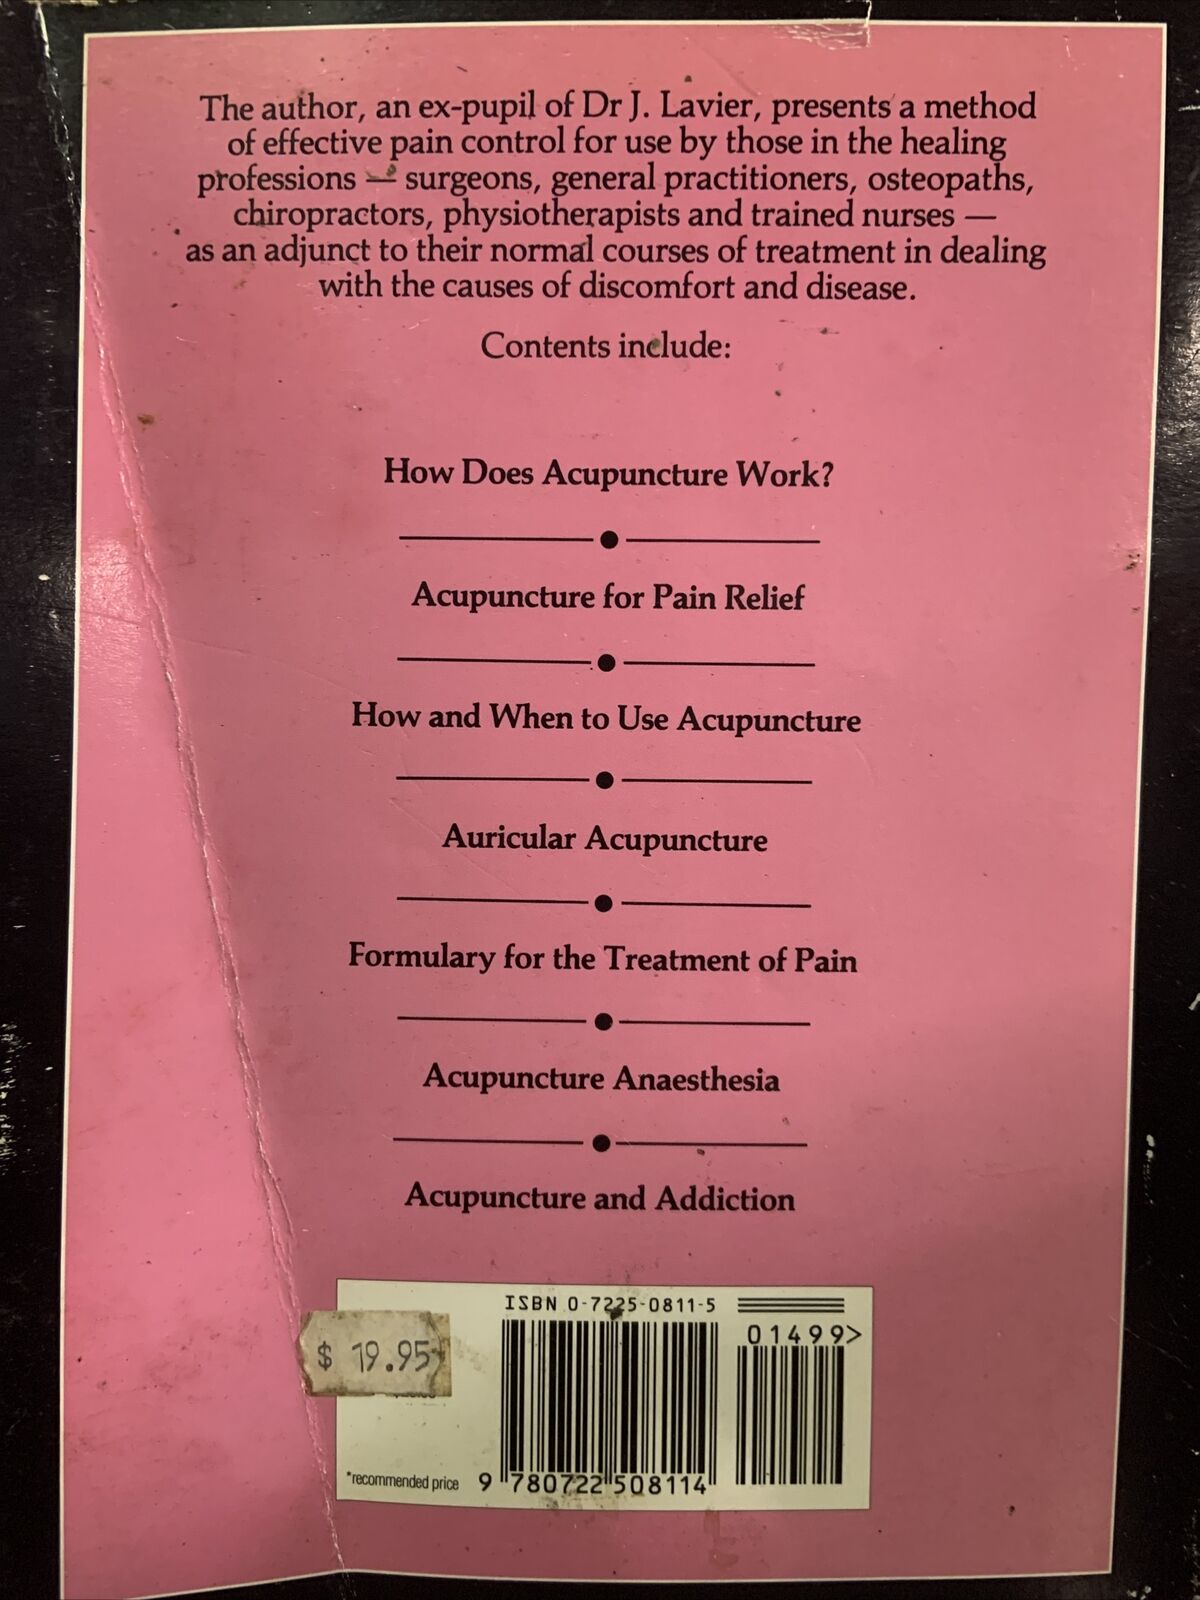 The author, an ex-pupil of Dr J. Lavier, presents a method
of effective pain control for use by those in the healing
professions — surgeons, general practitioners, osteopaths,
chiropractors, physiotherapists and trained nurses —
as an adjunct to their normal courses of treatment in dealing
with the causes of discomfort and disease.
Contents include:
How Does Acupuncture Work?
Acupuncture for Pain Relief
How and When to Use Acupuncture
Auricular Acupuncture
Formulary for the Treatment of Pain
Acupuncture Anaesthesia
Acupuncture and Addiction
ISBN 0-7225-0811-5
01499>
$ 19.95
*recommended price
9 780722 508114